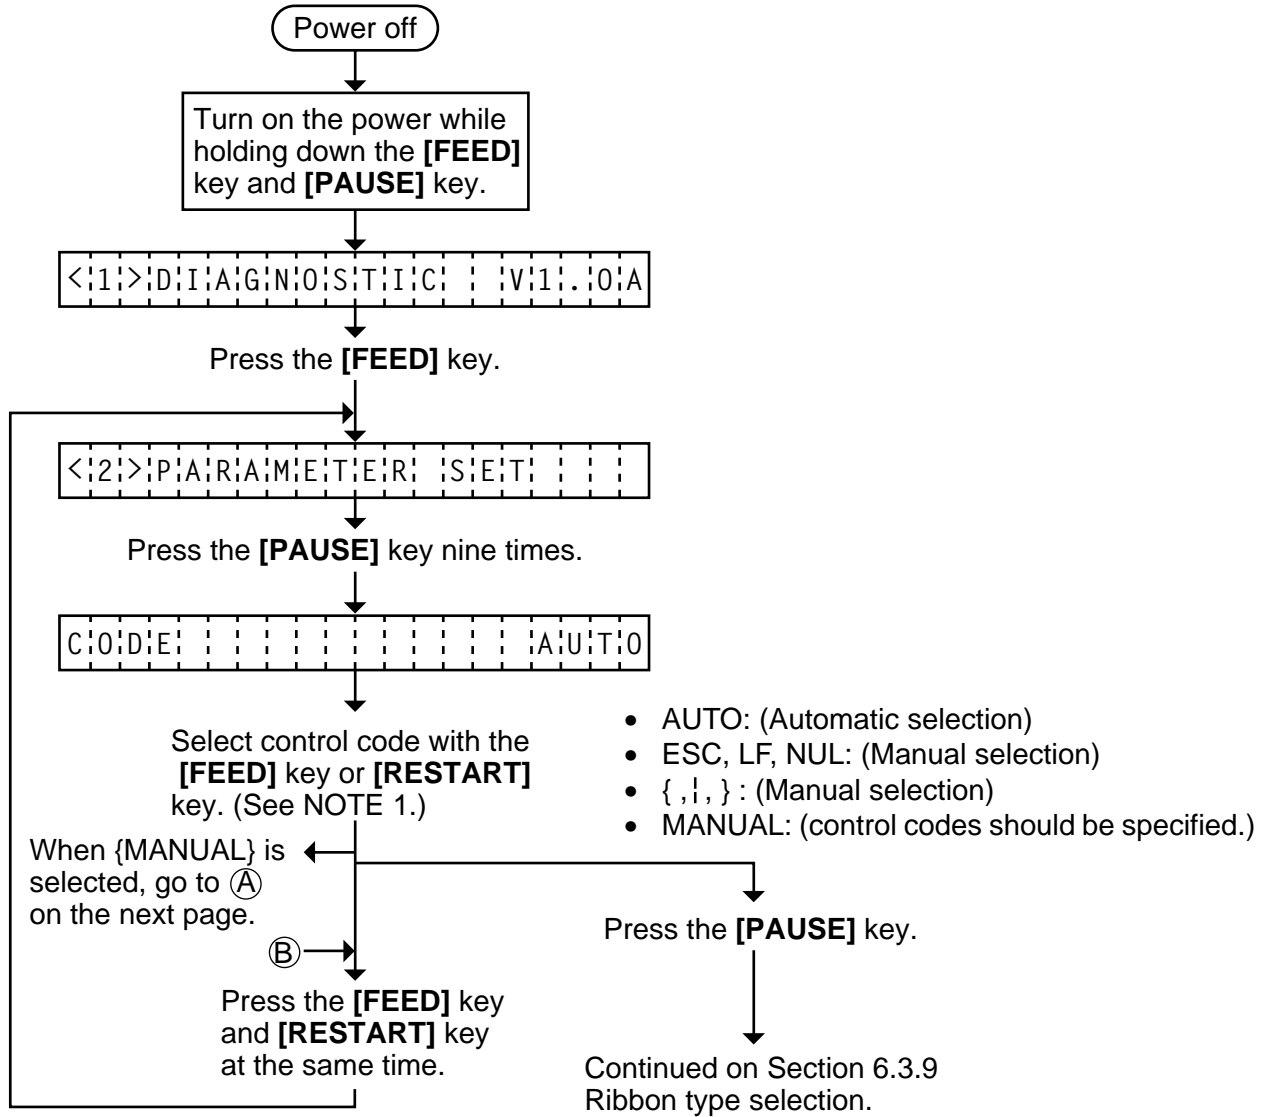 Power off
Turn on the power while
holding down the [FEED]
key and [PAUSE] key.
<1>DIAGNOSTIC  V1.0A
Press the [FEED] key.
<2>PARAMETER SET
Press the [PAUSE] key nine times.
CODE            AUTO
Select control code with the
[FEED] key or [RESTART]
key. (See NOTE 1.)
• AUTO: (Automatic selection)
• ESC, LF, NUL: (Manual selection)
• { ,¦, } : (Manual selection)
• MANUAL: (control codes should be specified.)
When {MANUAL} is
selected, go to Ⓐ
on the next page.
Ⓑ
Press the [FEED] key
and [RESTART] key
at the same time.
Press the [PAUSE] key.
Continued on Section 6.3.9
Ribbon type selection.